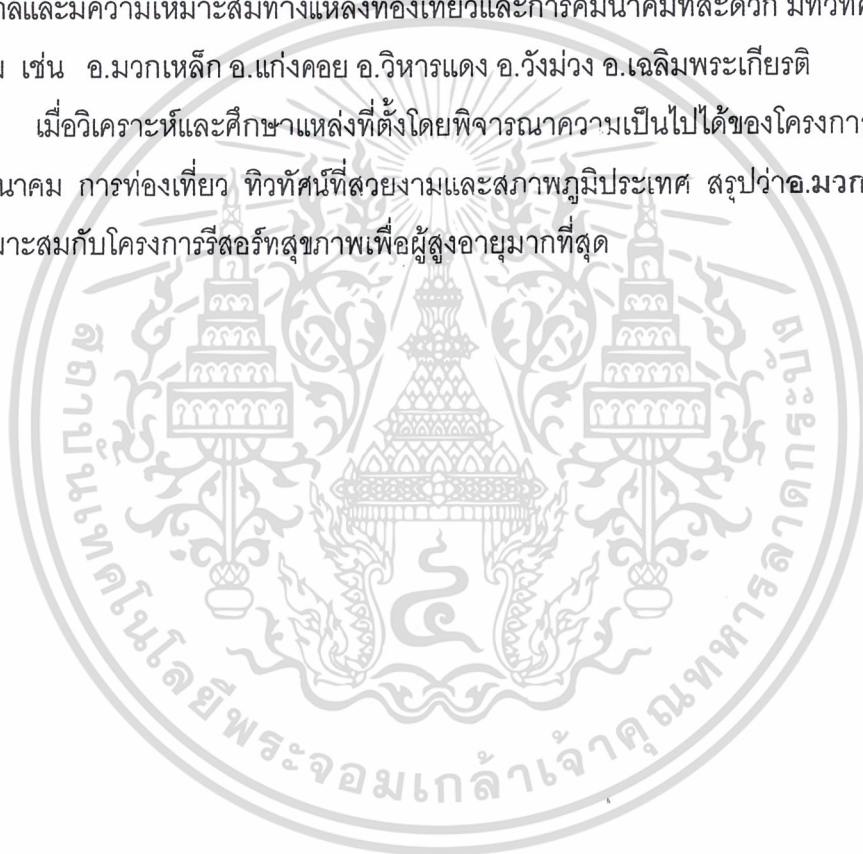 และมีความเหมาะสมทางแหล่งท่องเที่ยวและการคมนาคมที่สะดวก
เช่น อ.มวกเหล็ก อ.แก่งคอย อ.วิหารแดง อ.วังม่วง อ.เฉลิมพระเกียรติ
เมื่อวิเคราะห์และศึกษาแหล่งที่ตั้งโดยพิจารณาความเป็นไปได้ของโครงการ
นาคม การท่องเที่ยว ทิวทัศน์ที่สวยงามและสภาพภูมิประเทศ สรุปว่าอ.มวก
มาะสมกับโครงการรีสอร์ทสุขภาพเพื่อผู้สูงอายุมากที่สุด
๔
สถาบันเทคโนโลยีพระจอมเกล้าเจ้าคุณทหารลาดกระบัง